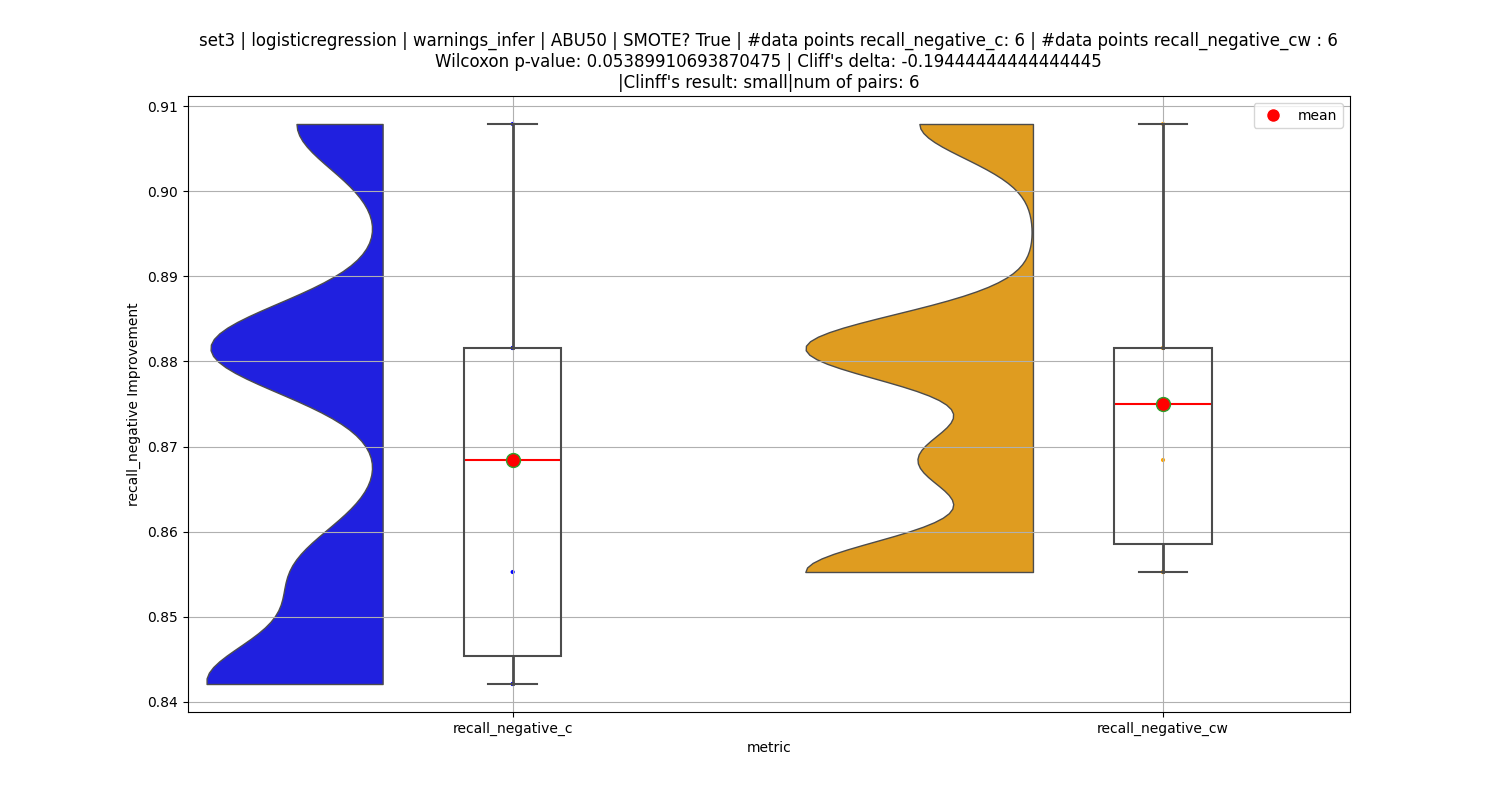 set3 | logisticregression | warnings_infer | ABU50 | SMOTE? True | #data points recall_negative_c: 6 | #data points recall_negative_cw : 6
Wilcoxon p-value: 0.05389910693870475 | Cliff's delta: -0.19444444444444445
|Clinff's result: small|num of pairs: 6
mean
0.91
0.90
0.89
0.88
0.87
0.86
0.85
0.84
recall_negative Improvement
recall_negative_c
recall_negative_cw
metric